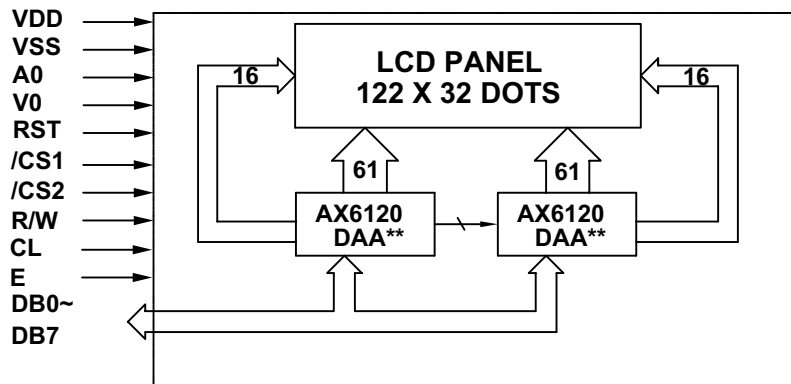 VDD
VSS
A0
V0
RST
/CS1
/CS2
R/W
CL
E
DB0~
DB7
LCD PANEL
122 X 32 DOTS
16
16
61
61
AX6120
DAA**
AX6120
DAA**